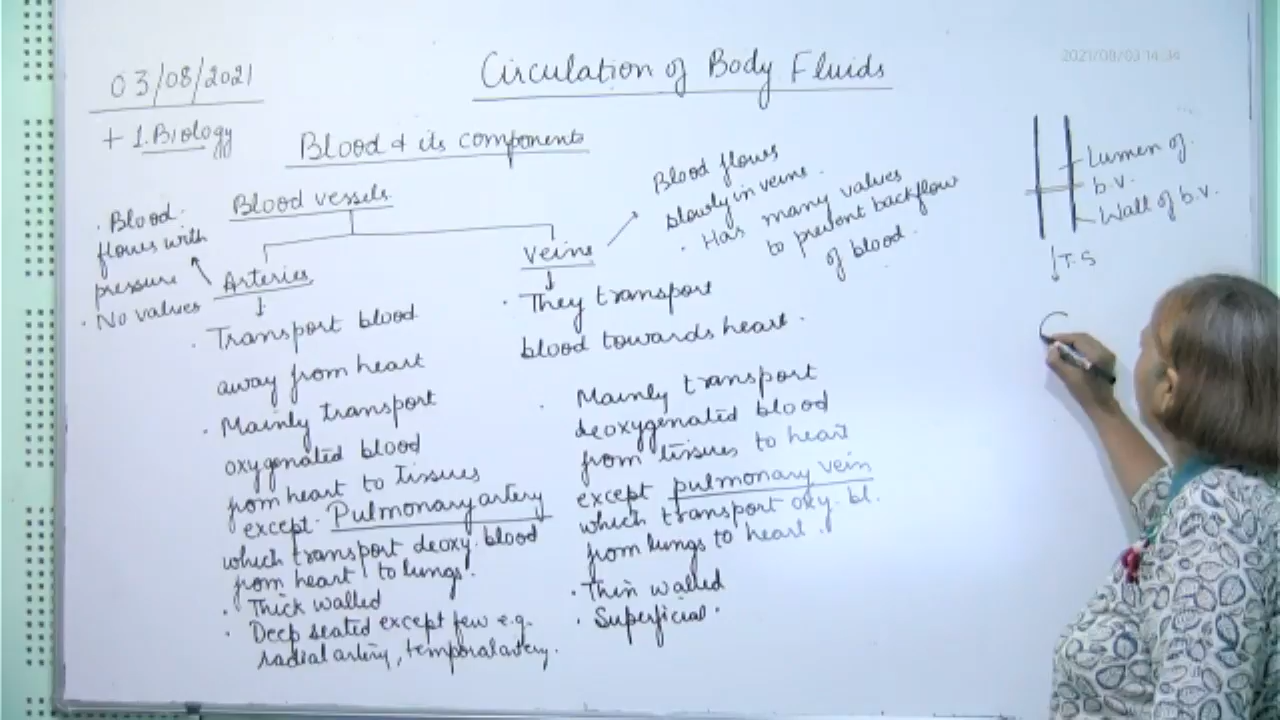 2021/08/03 14:34
03/08/2021
Circulation of Body Fluids
+ 1. Biology
Blood & its components
Blood vessels
· Blood
flows with
pressure
· No valves
Arteries
· Transport blood
away from heart
· Mainly transport
oxygenated blood
from heart to tissues
except Pulmonary artery
which transport deoxy. blood
from heart to lungs.
· Thick walled
· Deep seated except few e.g.
radial artery, temporal artery.
Veins
Blood flows
slowly in veins.
· Has many valves
to prevent backflow
of blood.
· They transport
blood towards heart.
· Mainly transport
deoxygenated blood
from tissues to heart
except pulmonary vein
which transport oxy. bl.
from lungs to heart.
· Thin walled
· Superficial.
Lumen of
b.v.
Wall of b.v.
T.S